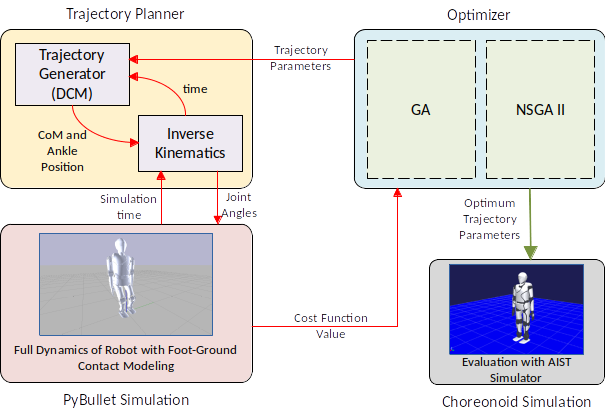 Trajectory Planner
Optimizer
Trajectory
Generator
(DCM)
time
CoM and
Ankle
Position
Inverse
Kinematics
Trajectory
Parameters
GA
NSGA II
Simulation
time
Joint
Angles
Optimum
Trajectory
Parameters
Full Dynamics of Robot with Foot-Ground
Contact Modeling
Cost Function
Value
Evaluation with AIST
Simulator
PyBullet Simulation
Choreonoid Simulation